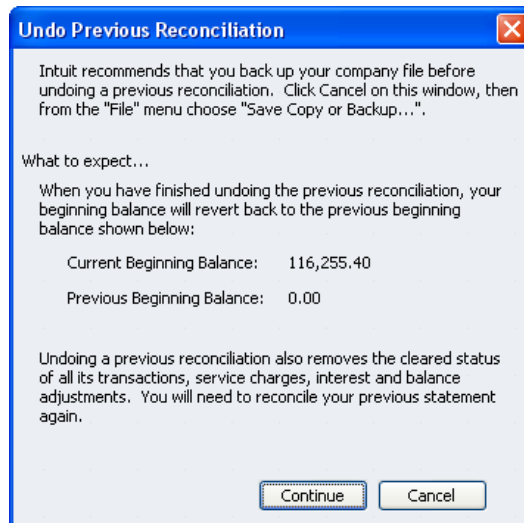 Undo Previous Reconciliation
Intuit recommends that you back up your company file before
undoing a previous reconciliation. Click Cancel on this window, then
from the "File" menu choose "Save Copy or Backup...".
What to expect...
When you have finished undoing the previous reconciliation, your
beginning balance will revert back to the previous beginning
balance shown below:
Current Beginning Balance: 116,255.40
Previous Beginning Balance: 0.00
Undoing a previous reconciliation also removes the cleared status
of all its transactions, service charges, interest and balance
adjustments. You will need to reconcile your previous statement
again.
Continue Cancel